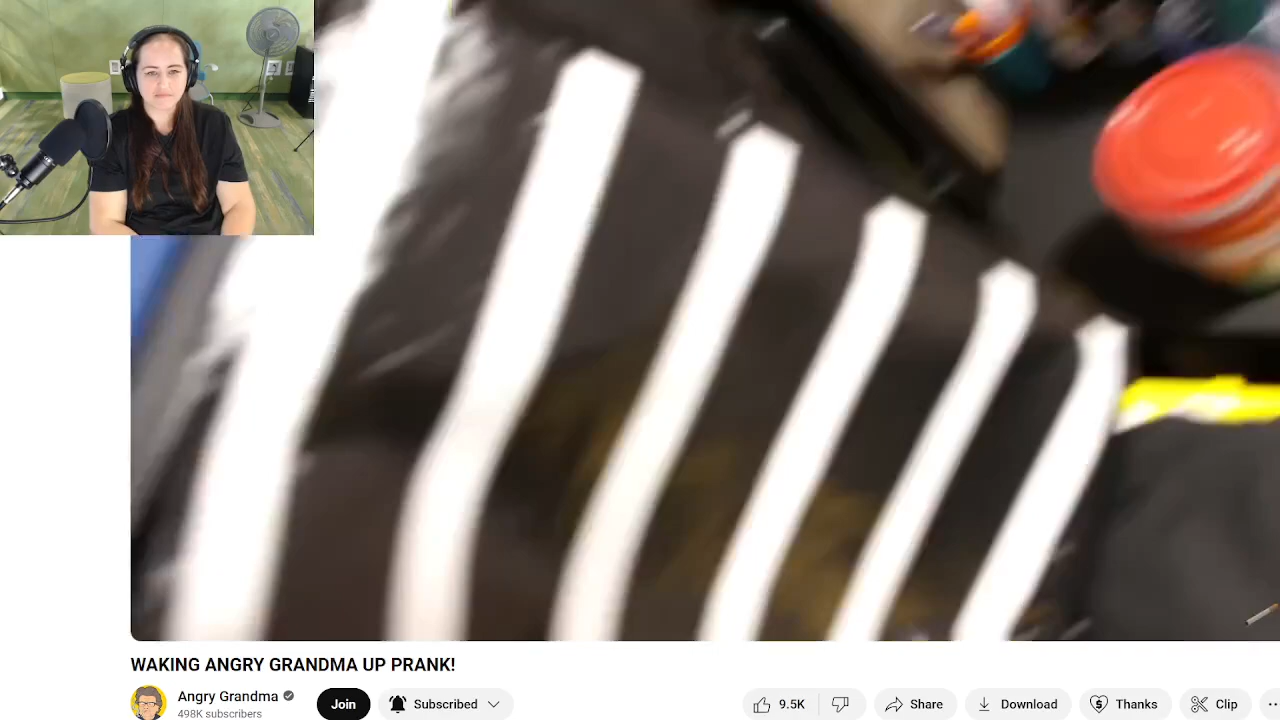 WAKING ANGRY GRANDMA UP PRANK!
Angry Grandma
498K subscribers
Join
Subscribed
9.5K
Share
Download
Thanks
Clip